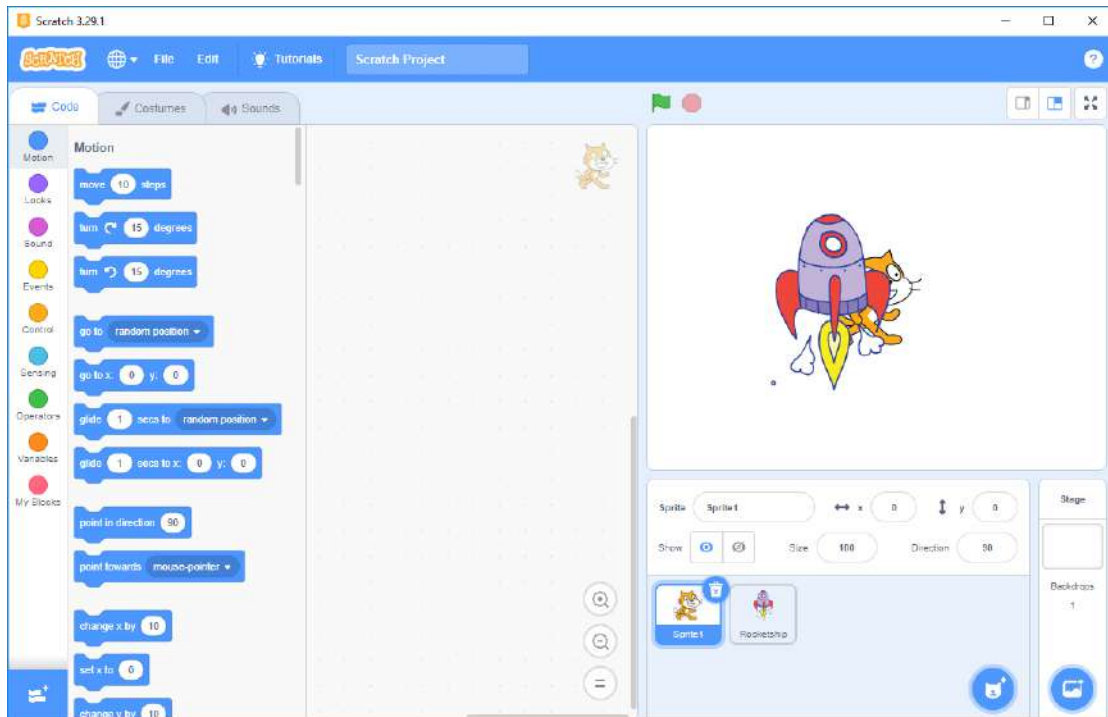 Scratch 3.29.1
SCRATCH File Edit Tutorials Scratch Project ?
Code Costumes Sounds
Motion
Looks
Sound
Events
Control
Sensing
Operators
Variables
My Blocks
Motion
move 10 steps
turn 15 degrees
turn 15 degrees
go to random position
go to x: 0 y: 0
glide 1 secs to random position
glide 1 secs to x: 0 y: 0
point in direction 90
point towards mouse-pointer
change x by 10
set x to 0
change y by 10
Sprite Sprite1 x 0 y 0
Show Size 100 Direction 90
Sprite1 Rocketship
Stage
Backdrops
1